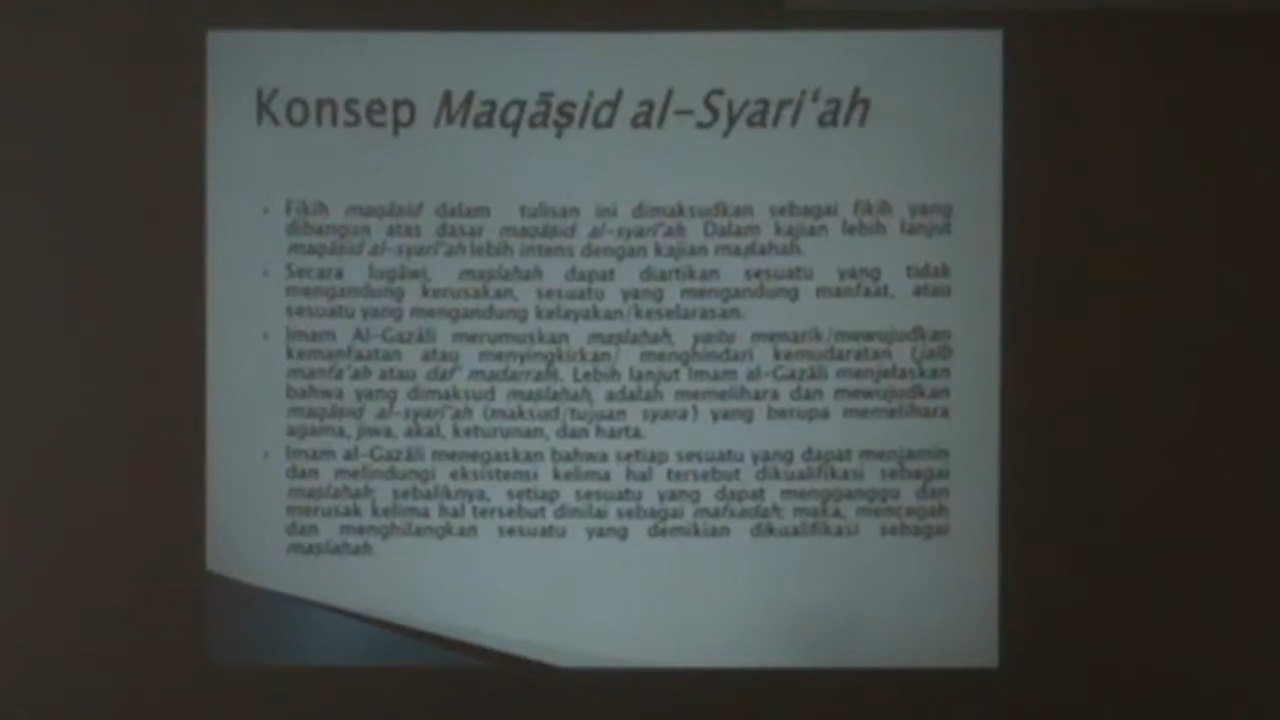 Konsep Maqāṣid al-Syari‘ah
• Fikih maqāṣid dalam tulisan ini dimaksudkan sebagai fikih yang
dibangun atas dasar maqāṣid al-syari‘ah. Dalam kajian lebih lanjut
maqāṣid al-syari‘ah lebih intens dengan kajian maṣlahah.
• Secara lugāwi, maṣlahah dapat diartikan sesuatu yang tidak
mengandung kerusakan, sesuatu yang mengandung manfaat, atau
sesuatu yang mengandung kelayakan/keselarasan.
• Imam Al-Gazāli merumuskan maṣlahah, yaitu menarik/mewujudkan
kemanfaatan atau menyingkirkan/ menghindari kemudaratan (jalb
manfa‘ah atau daf‘ madarrah). Lebih lanjut Imam al-Gazāli menjelaskan
bahwa yang dimaksud maṣlahah, adalah memelihara dan mewujudkan
maqāṣid al-syari‘ah (maksud/tujuan syara‘) yang berupa memelihara
agama, jiwa, akal, keturunan, dan harta.
• Imam al-Gazāli menegaskan bahwa setiap sesuatu yang dapat menjamin
dan melindungi eksistensi kelima hal tersebut dikualifikasi sebagai
maṣlahah; sebaliknya, setiap sesuatu yang dapat mengganggu dan
merusak kelima hal tersebut dinilai sebagai mafsadah; maka, mencegah
dan menghilangkan sesuatu yang demikian dikualifikasi sebagai
maṣlahah.